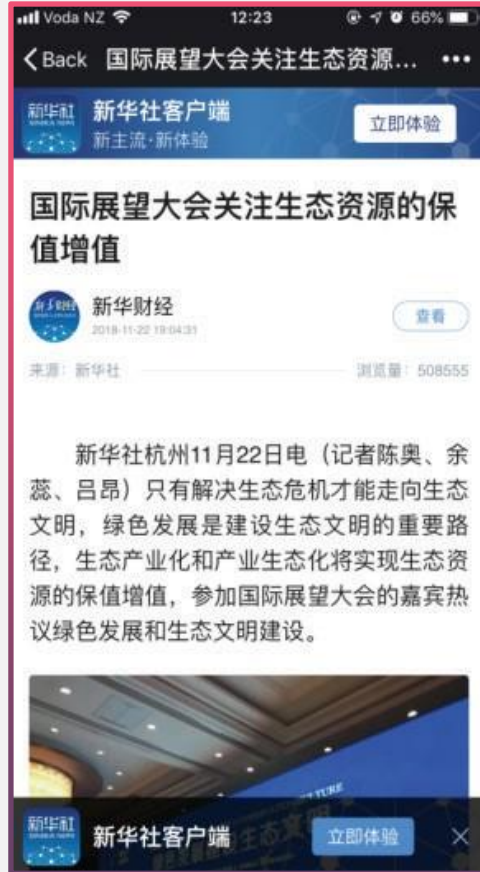 Voda NZ 12:23 66%
Back 国际展望大会关注生态资源... •••
新华社
XINHUA NEWS
新华社客户端
新主流·新体验
立即体验
国际展望大会关注生态资源的保
值增值
新华财经
2018-11-22 19:04:31
查看
来源：新华社 浏览量：508555
新华社杭州11月22日电（记者陈奥、余
蕊、吕昂）只有解决生态危机才能走向生态
文明，绿色发展是建设生态文明的重要路
径，生态产业化和产业生态化将实现生态资
源的保值增值，参加国际展望大会的嘉宾热
议绿色发展和生态文明建设。
新华社
新华社客户端
立即体验